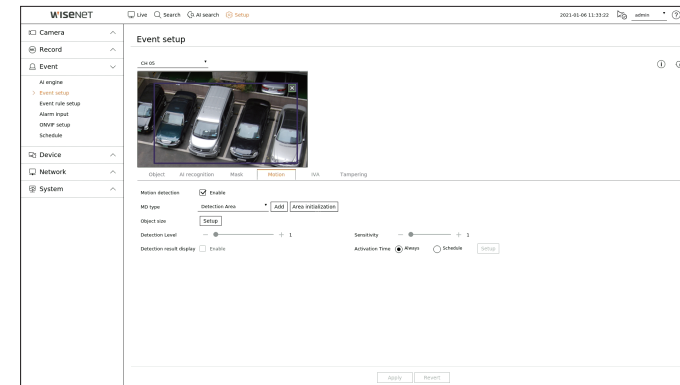 WISENET
Live Search AI search Setup
2021-01-06 11:33:22 admin
Camera
Record
Event
AI engine
Event setup
Event rule setup
Alarm input
ONVIF setup
Schedule
Device
Network
System
Event setup
CH 05
Object AI recognition Mask Motion IVA Tampering
Motion detection Enable
MD type Detection Area Add Area initialization
Object size Setup
Detection Level 1 Sensitivity 1
Detection result display Enable Activation Time Always Schedule Setup
Apply Revert